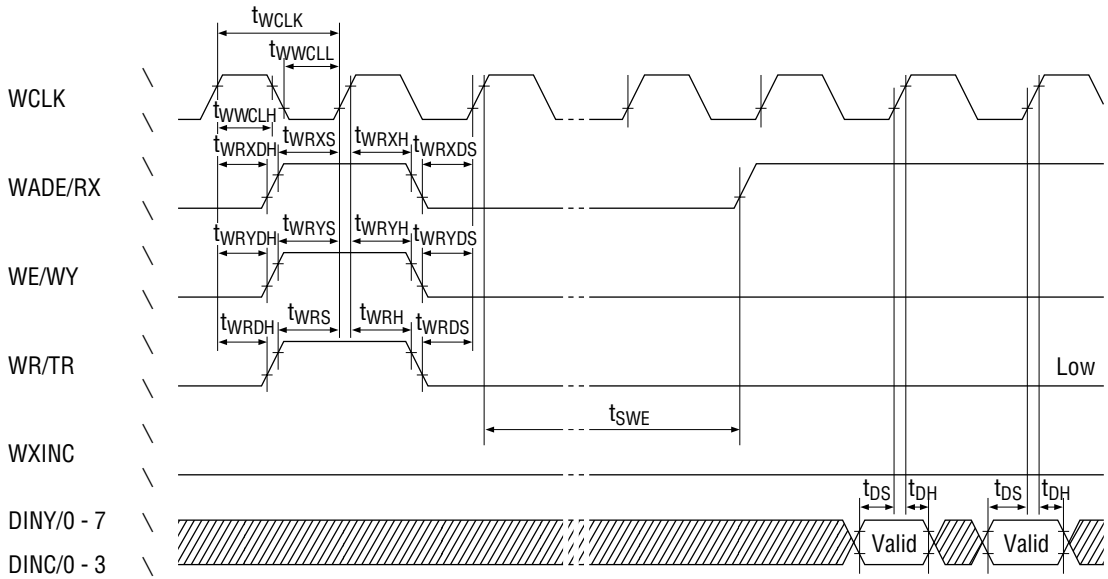 tWCLK
tWWCLL
WCLK
tWWCLH
tWRXDH tWRXS tWRXH tWRXDS
WADE/RX
tWRYDH tWRYS tWRYH tWRYDS
WE/WY
tWRDH tWRS tWRH tWRDS
WR/TR Low
tSWE
WXINC
tDS tDH tDS tDH
DINY/0 - 7
Valid Valid
DINC/0 - 3